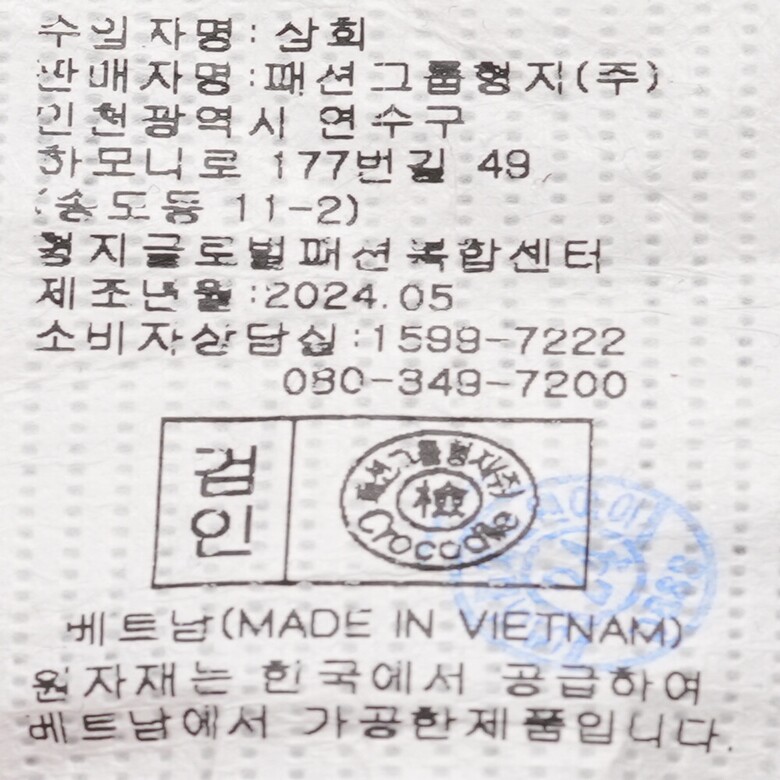 수입자명:삼희
판매자명:패션그룹형지(주)
인천광역시 연수구
하모니로 177번길 49
(송도동 11-2)
형지글로벌패션복합센터
제조년월:2024.05
소비자상담실:1599-7222
080-349-7200
검인
패션그룹형지(주)
檢
Crocodile
베트남(MADE IN VIETNAM)
원자재는 한국에서 공급하여
베트남에서 가공한제품입니다.